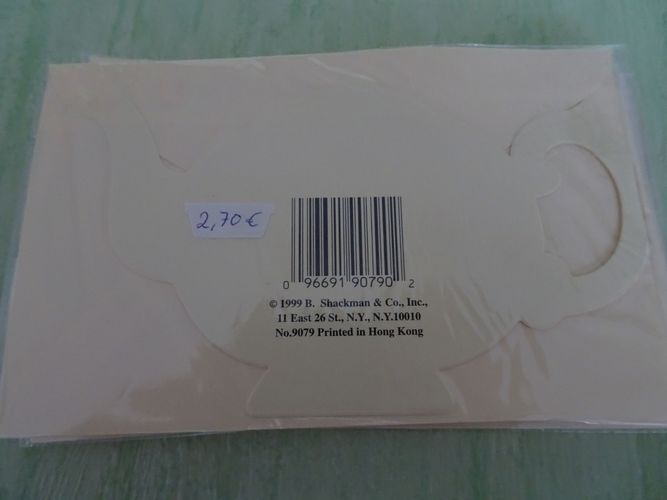 2,70 €
0 96691 90790 2
© 1999 B. Shackman & Co., Inc.,
11 East 26 St., N.Y., N.Y.10010
No.9079 Printed in Hong Kong